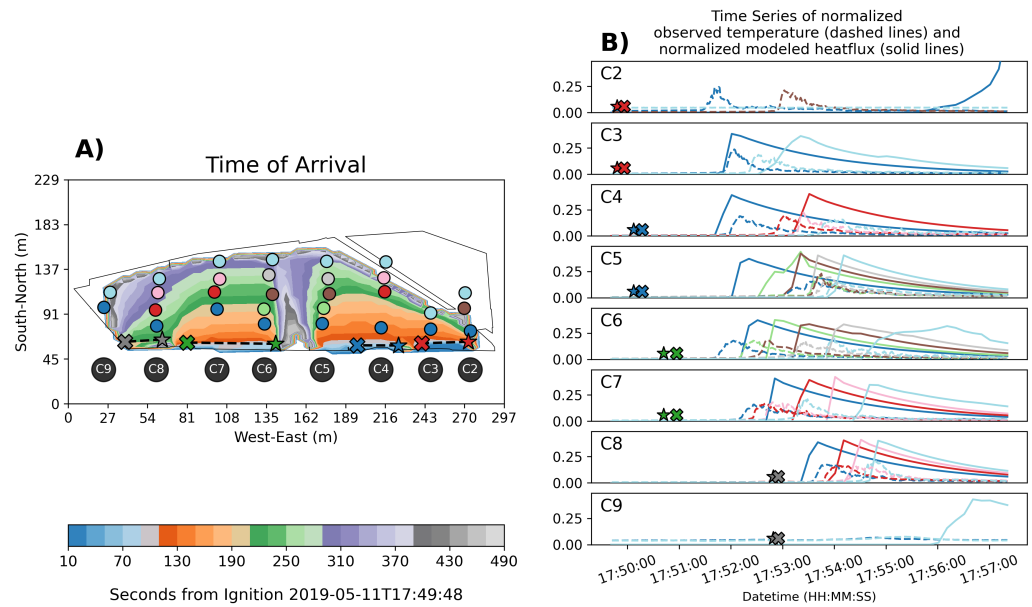 A)
Time of Arrival
229
183
137
91
45
0
South-North (m)
C9 C8 C7 C6 C5 C4 C3 C2
0 27 54 81 108 135 162 189 216 243 270 297
West-East (m)
10 70 130 190 250 310 370 430 490
Seconds from Ignition 2019-05-11T17:49:48
B)
Time Series of normalized
observed temperature (dashed lines) and
normalized modeled heatflux (solid lines)
C2
0.25
0.00
C3
0.25
0.00
C4
0.25
0.00
C5
0.25
0.00
C6
0.25
0.00
C7
0.25
0.00
C8
0.25
0.00
C9
0.25
0.00
17:50:00 17:51:00 17:52:00 17:53:00 17:54:00 17:55:00 17:56:00 17:57:00
Datetime (HH:MM:SS)